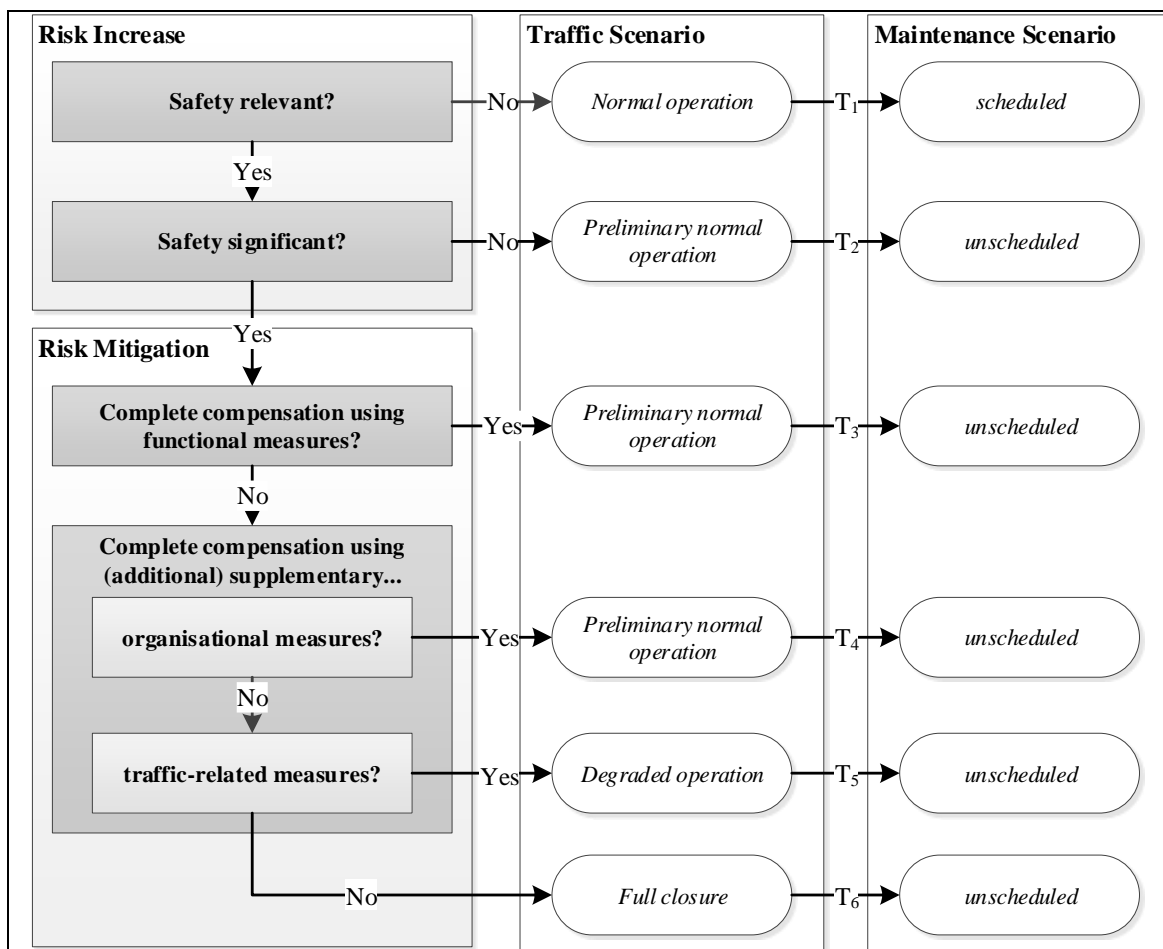 Risk Increase
Traffic Scenario
Maintenance Scenario
Safety relevant?
No
Normal operation
T1
scheduled
Yes
Safety significant?
No
Preliminary normal
operation
T2
unscheduled
Yes
Risk Mitigation
Complete compensation using
functional measures?
Yes
Preliminary normal
operation
T3
unscheduled
No
Complete compensation using
(additional) supplementary...
organisational measures?
Yes
Preliminary normal
operation
T4
unscheduled
No
traffic-related measures?
Yes
Degraded operation
T5
unscheduled
No
Full closure
T6
unscheduled